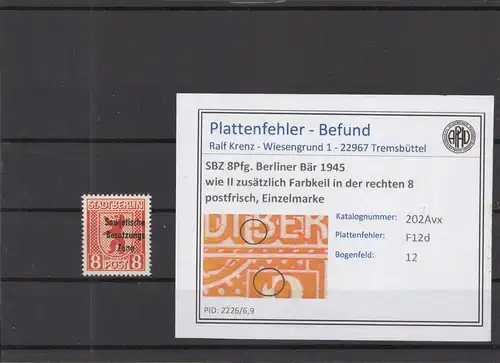 STADT BERLIN
Sowjetische
Besatzungs
Zone
8 POST 8
Plattenfehler - Befund
Ralf Krenz - Wiesengrund 1 - 22967 Tremsbüttel
SBZ 8Pfg. Berliner Bär 1945
wie II zusätzlich Farbkeil in der rechten 8
postfrisch, Einzelmarke
Katalognummer: 202Avx
Plattenfehler: F12d
Bogenfeld: 12
PID: 2226/6,9